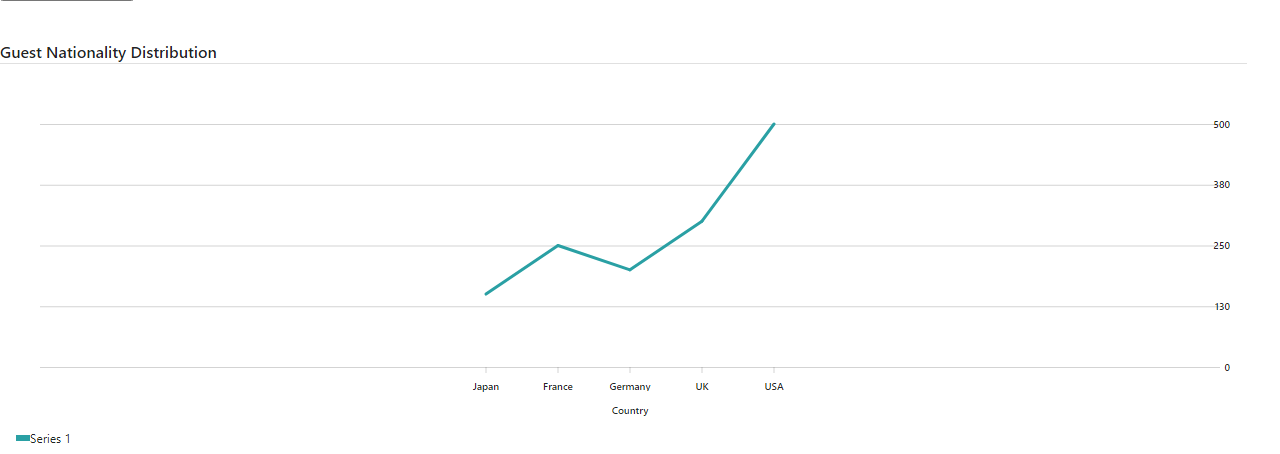 Guest Nationality Distribution
500
380
250
130
0
Japan France Germany UK USA
Country
Series 1